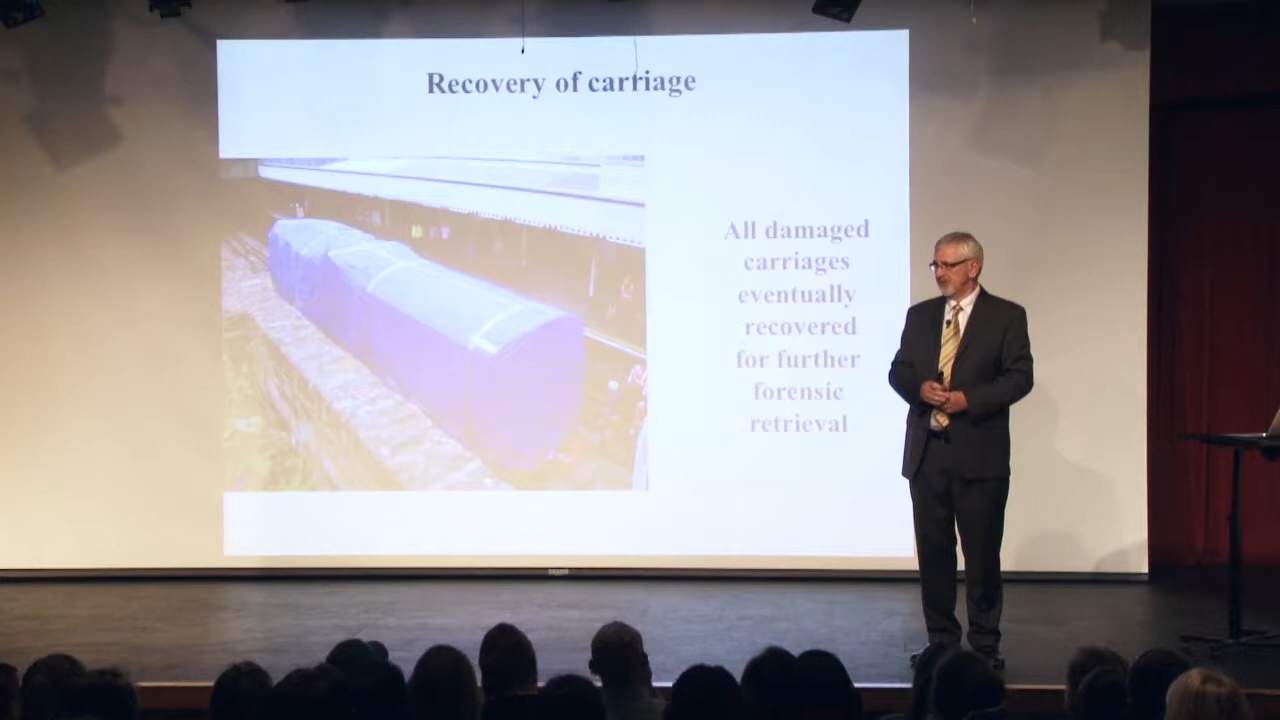 Recovery of carriage
All damaged
carriages
eventually
recovered
for further
forensic
retrieval